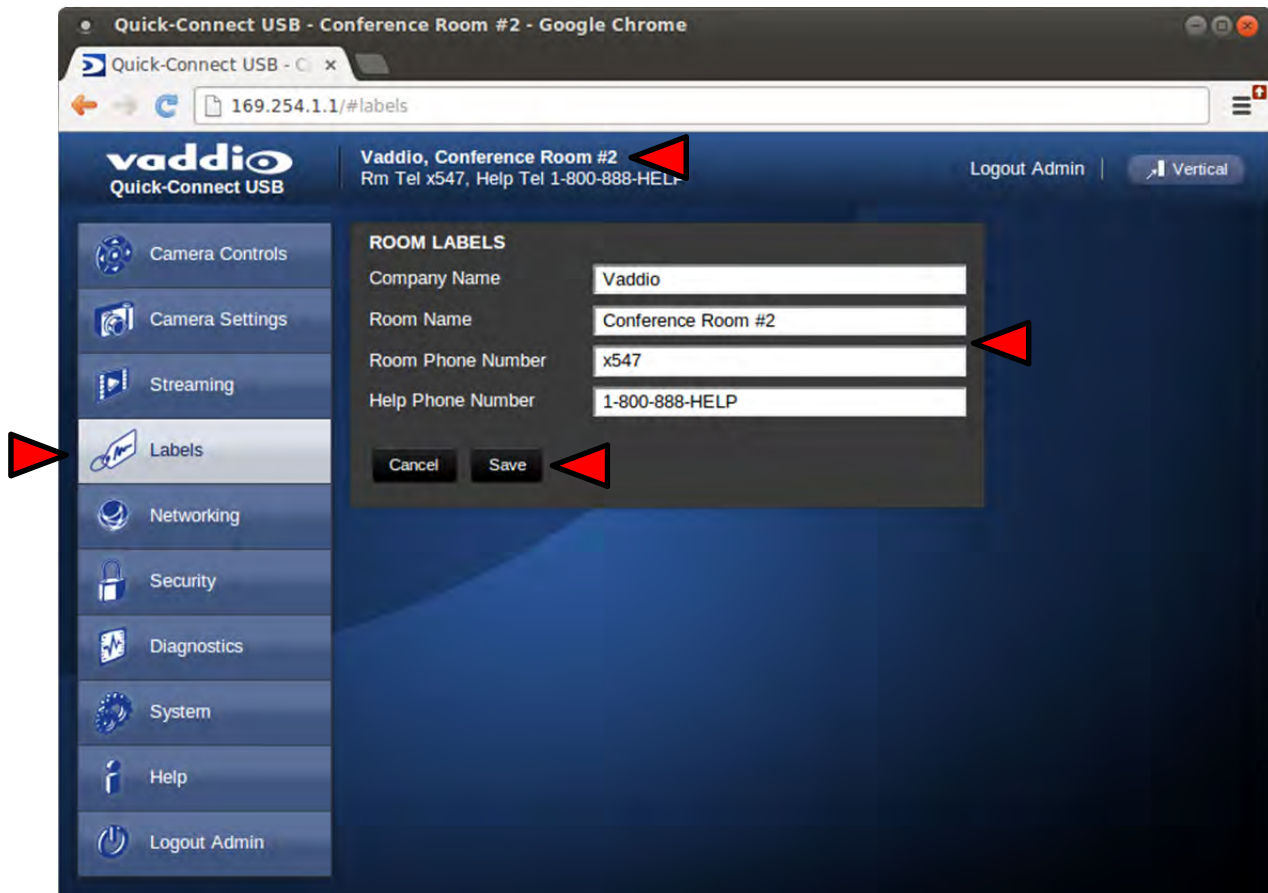 Quick-Connect USB - Conference Room #2 - Google Chrome
Quick-Connect USB - C
169.254.1.1/#labels
vaddio
Quick-Connect USB
Vaddio, Conference Room #2
Rm Tel x547, Help Tel 1-800-888-HELP
Logout Admin
Vertical
Camera Controls
Camera Settings
Streaming
Labels
Networking
Security
Diagnostics
System
Help
Logout Admin
ROOM LABELS
Company Name Vaddio
Room Name Conference Room #2
Room Phone Number x547
Help Phone Number 1-800-888-HELP
Cancel Save